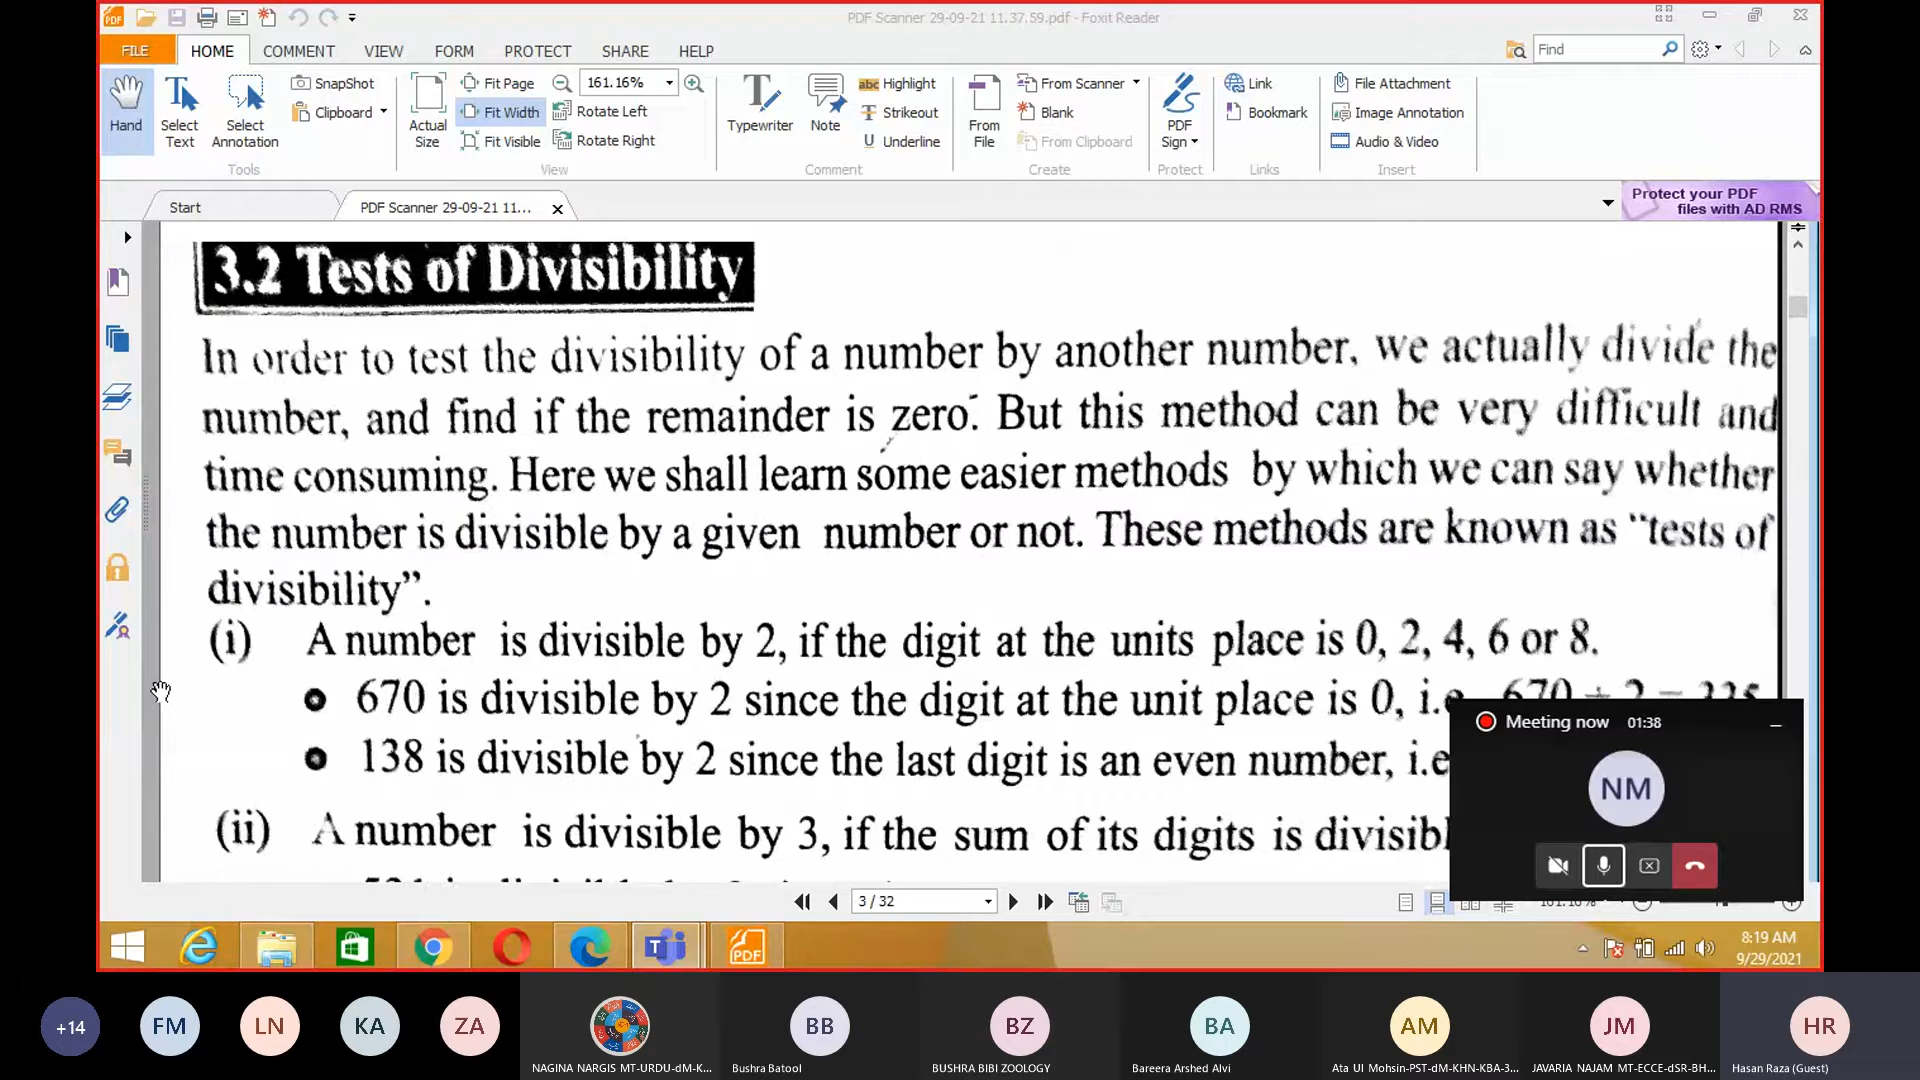 PDF Scanner 29-09-21 11.37.59.pdf - Foxit Reader
FILE HOME COMMENT VIEW FORM PROTECT SHARE HELP Find
Hand Select Text Select Annotation SnapShot Clipboard Tools
Actual Size Fit Page Fit Width Fit Visible 161.16% Rotate Left Rotate Right View
Typewriter Note Highlight Strikeout Underline Comment
From File From Scanner Blank From Clipboard Create
PDF Sign Protect
Link Bookmark Links
File Attachment Image Annotation Audio & Video Insert
Start PDF Scanner 29-09-21 11... Protect your PDF
files with AD RMS
3.2 Tests of Divisibility
In order to test the divisibility of a number by another number, we actually divide the
number, and find if the remainder is zero. But this method can be very difficult and
time consuming. Here we shall learn some easier methods by which we can say whether
the number is divisible by a given number or not. These methods are known as “tests of
divisibility”.
(i) A number is divisible by 2, if the digit at the units place is 0, 2, 4, 6 or 8.
670 is divisible by 2 since the digit at the unit place is 0, i.e. 670 ÷ 2 = 335
138 is divisible by 2 since the last digit is an even number, i.e
(ii) A number is divisible by 3, if the sum of its digits is divisibl
Meeting now 01:38
NM
3 / 32
8:19 AM
9/29/2021
+14 FM LN KA ZA BB BZ BA AM JM HR
NAGINA NARGIS MT-URDU-dM-K... Bushra Batool BUSHRA BIBI ZOOLOGY Bareera Arshed Alvi Ata Ul Mohsin-PST-dM-KHN-KBA-3... JAVARIA NAJAM MT-ECCE-dSR-BH... Hasan Raza (Guest)